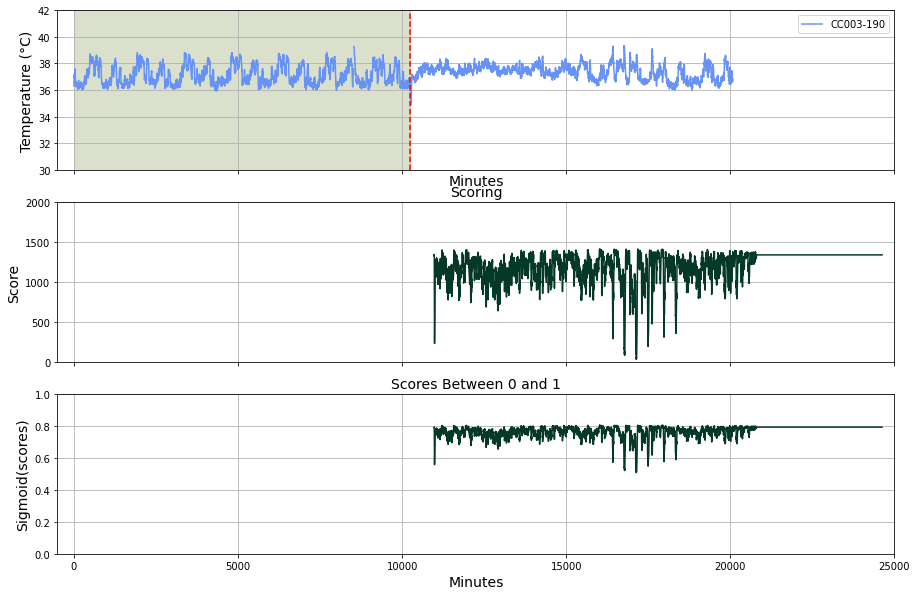 42
40
38
36
34
32
30
Temperature (°C)
CC003-190
Minutes
Scoring
2000
1500
1000
500
0
Score
Scores Between 0 and 1
1.0
0.8
0.6
0.4
0.2
0.0
Sigmoid(scores)
0 5000 10000 15000 20000 25000
Minutes